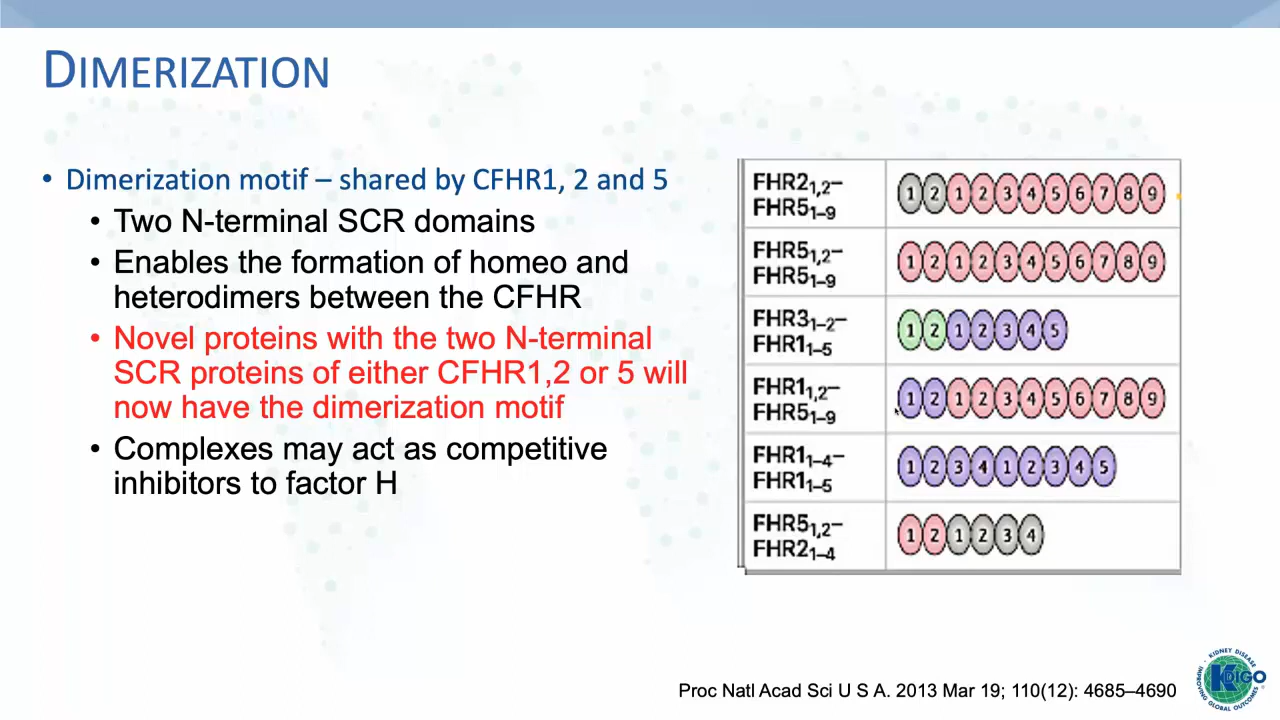 DIMERIZATION
• Dimerization motif – shared by CFHR1, 2 and 5
• Two N-terminal SCR domains
• Enables the formation of homeo and
heterodimers between the CFHR
• Novel proteins with the two N-terminal
SCR proteins of either CFHR1,2 or 5 will
now have the dimerization motif
• Complexes may act as competitive
inhibitors to factor H
FHR21,2–
FHR51–9
1 2 1 2 3 4 5 6 7 8 9
FHR51,2–
FHR51–9
1 2 1 2 3 4 5 6 7 8 9
FHR31–2–
FHR11–5
1 2 1 2 3 4 5
FHR11,2–
FHR51–9
1 2 1 2 3 4 5 6 7 8 9
FHR11–4–
FHR11–5
1 2 3 4 1 2 3 4 5
FHR51,2–
FHR21–4
1 2 1 2 3 4
Proc Natl Acad Sci U S A. 2013 Mar 19; 110(12): 4685–4690
KIDNEY DISEASE
KDIGO
IMPROVING GLOBAL OUTCOMES